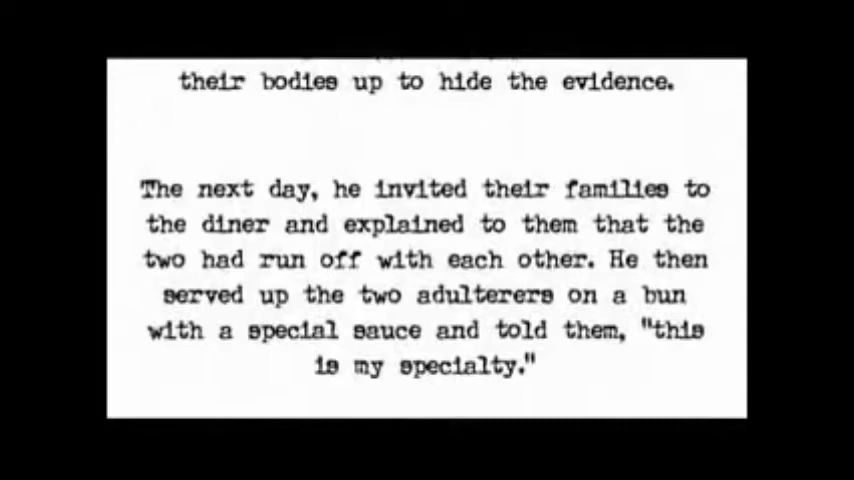 their bodies up to hide the evidence.
The next day, he invited their families to
the diner and explained to them that the
two had run off with each other. He then
served up the two adulterers on a bun
with a special sauce and told them, "this
is my specialty."